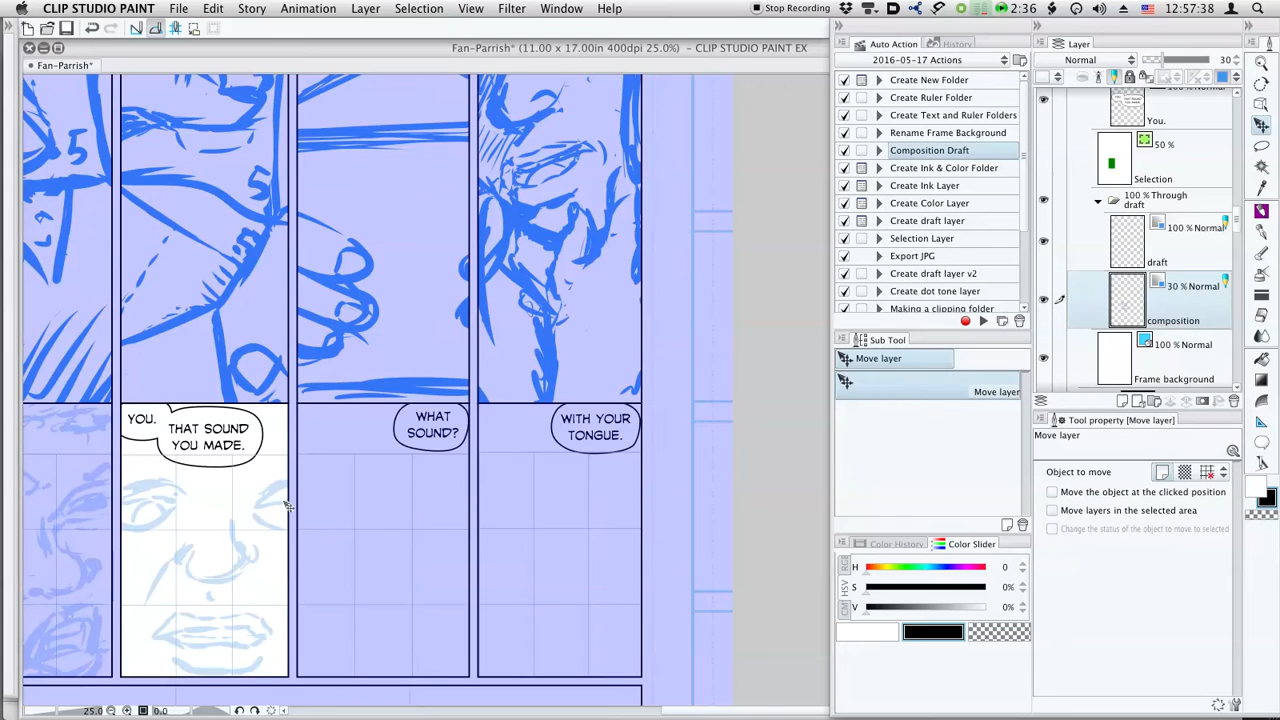 CLIP STUDIO PAINT File Edit Story Animation Layer Selection View Filter Window Help
Stop Recording 2:36 12:57:38
Fan-Parrish* (11.00 x 17.00in 400dpi 25.0%) - CLIP STUDIO PAINT EX
Fan-Parrish*
5
5
YOU.
THAT SOUND
YOU MADE.
WHAT
SOUND?
WITH YOUR
TONGUE.
25.0
0.0
Auto Action History
2016-05-17 Actions
Create New Folder
Create Ruler Folder
Create Text and Ruler Folders
Rename Frame Background
Composition Draft
Create Ink & Color Folder
Create Ink Layer
Create Color Layer
Create draft layer
Selection Layer
Export JPG
Create draft layer v2
Create dot tone layer
Making a clipping folder
Sub Tool
Move layer
Move layer
Color History Color Slider
H 0
S 0%
V 0%
Layer
Normal 30
You.
50 %
Selection
100 % Through
draft
100 % Normal
draft
30 % Normal
composition
100 % Normal
Frame background
Tool property [Move layer]
Move layer
Object to move
Move the object at the clicked position
Move layers in the selected area
Change the status of the object to move to selected